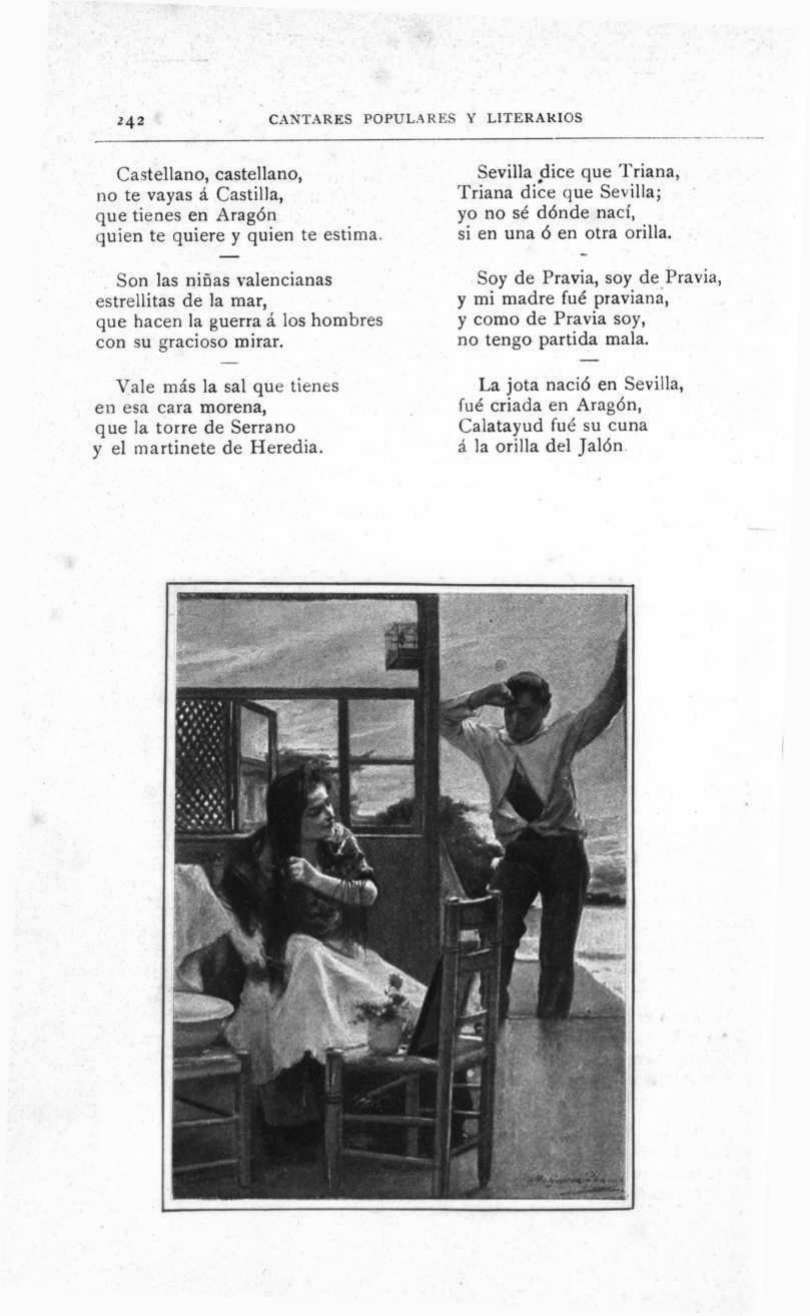 242
CANTARES POPULARES Y LITERARIOS
Castellano, castellano,
no te vayas á Castilla,
que tienes en Aragón
quien te quiere y quien te estima.
Son las niñas valencianas
estrellitas de la mar,
que hacen la guerra á los hombres
con su gracioso mirar.
Vale más la sal que tienes
en esa cara morena,
que la torre de Serrano
y el martinete de Heredia.
Sevilla dice que Triana,
Triana dice que Sevilla;
yo no sé dónde nací,
si en una ó en otra orilla.
Soy de Pravia, soy de Pravia,
y mi madre fué praviana,
y como de Pravia soy,
no tengo partida mala.
La jota nació en Sevilla,
fué criada en Aragón,
Calatayud fué su cuna
á la orilla del Jalón